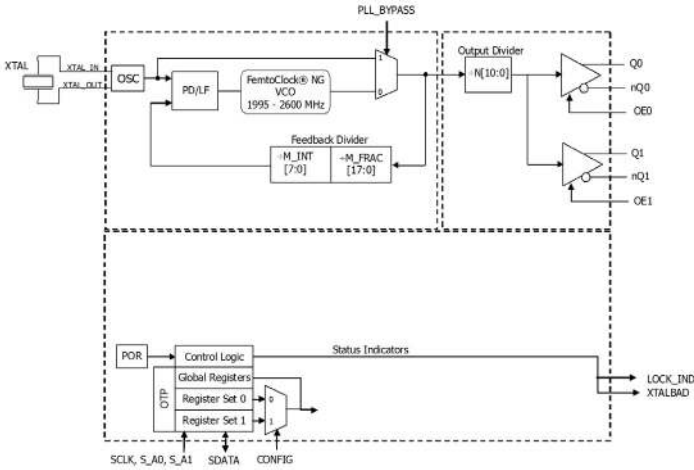 PLL_BYPASS
XTAL
XTAL_IN
XTAL_OUT
OSC
PD/LF
FemtoClock® NG
VCO
1995 - 2600 MHz
1
0
Output Divider
÷N[10:0]
Q0
nQ0
OE0
Q1
nQ1
OE1
Feedback Divider
÷M_INT
[7:0]
÷M_FRAC
[17:0]
POR
Control Logic
Status Indicators
OTP
Global Registers
Register Set 0
0
Register Set 1
1
LOCK_IND
XTALBAD
SCLK, S_A0, S_A1
SDATA
CONFIG